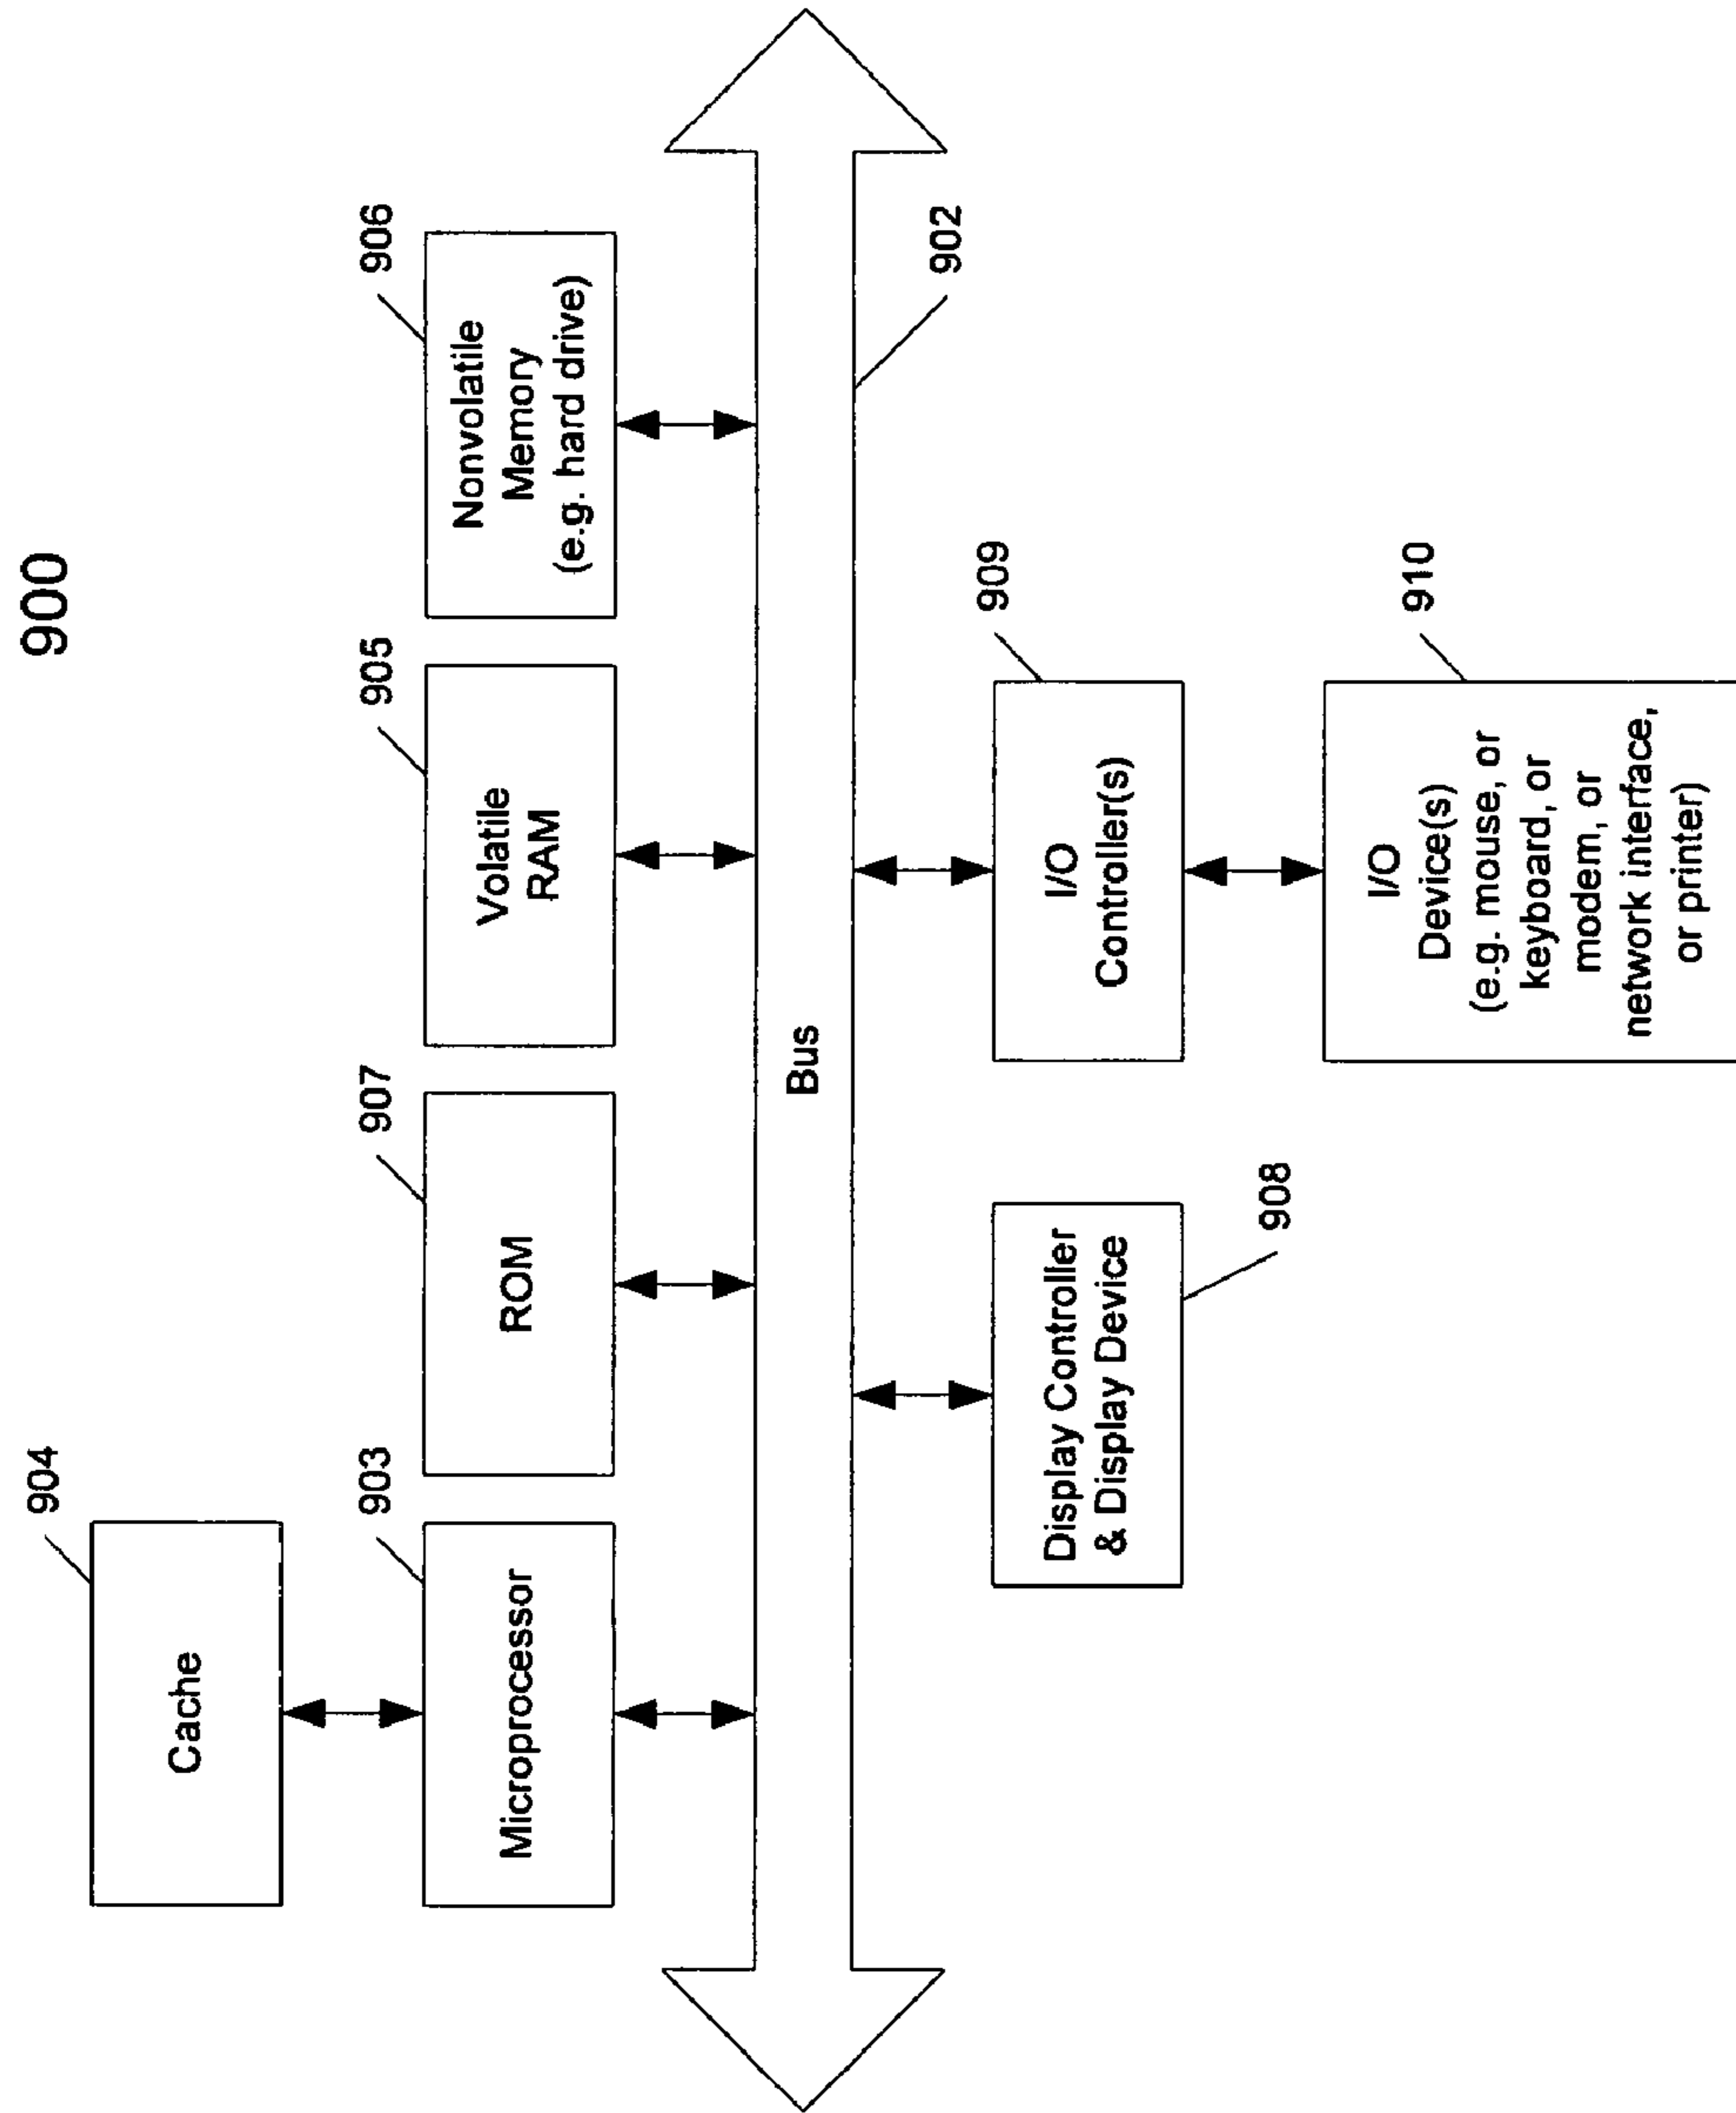 900
904
Cache
903
Microprocessor
907
ROM
905
Volatile
RAM
906
Nonvolatile
Memory
(e.g. hard drive)
Bus
902
908
Display Controller
& Display Device
909
I/O
Controller(s)
910
I/O
Device(s)
(e.g. mouse, or
keyboard, or
modem, or
network interface,
or printer)